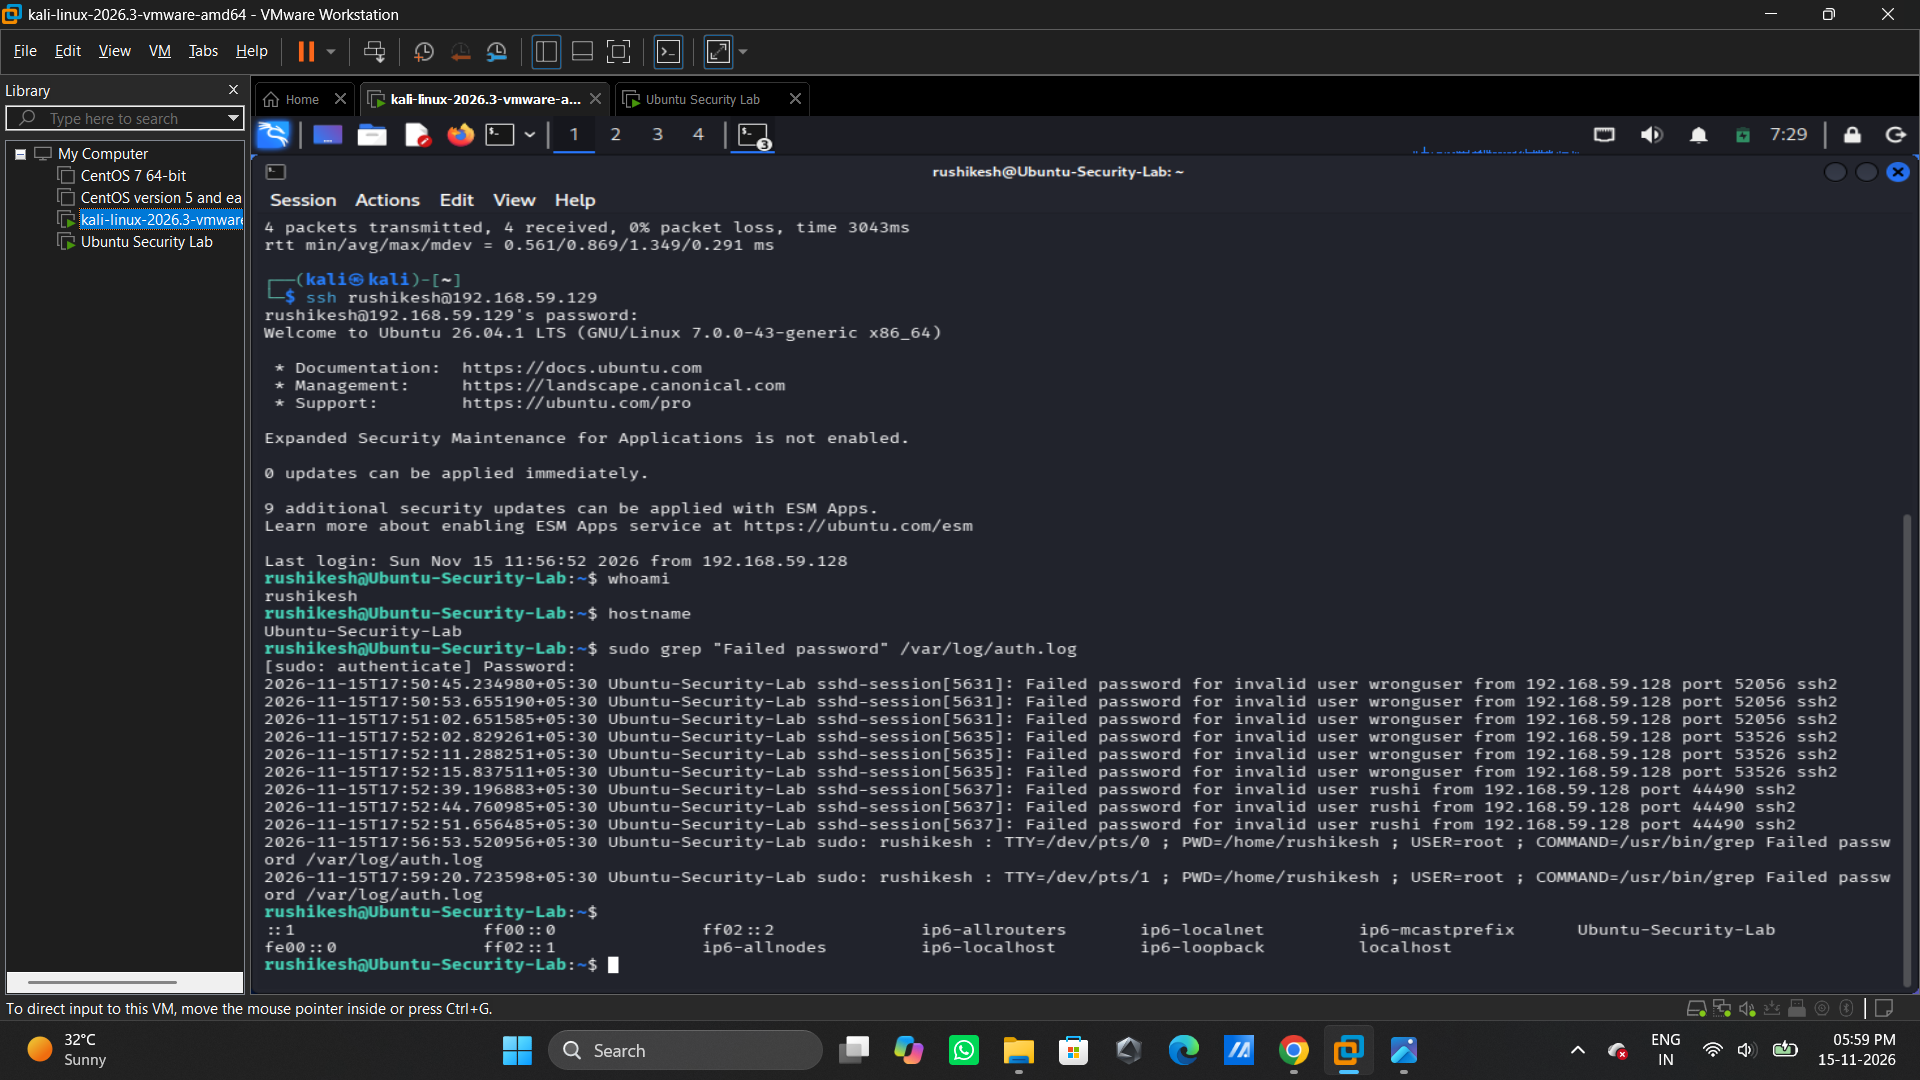 kali-linux-2026.3-vmware-amd64 - VMware Workstation
File Edit View VM Tabs Help
Library
Type here to search
My Computer
CentOS 7 64-bit
CentOS version 5 and ea
kali-linux-2026.3-vmware
Ubuntu Security Lab
Home
kali-linux-2026.3-vmware-a...
Ubuntu Security Lab
1 2 3 4
3
7:29
rushikesh@Ubuntu-Security-Lab: ~
Session Actions Edit View Help
4 packets transmitted, 4 received, 0% packet loss, time 3043ms
rtt min/avg/max/mdev = 0.561/0.869/1.349/0.291 ms
┌──(kali㉿kali)-[~]
└─$ ssh rushikesh@192.168.59.129
rushikesh@192.168.59.129's password:
Welcome to Ubuntu 26.04.1 LTS (GNU/Linux 7.0.0-43-generic x86_64)
* Documentation: https://docs.ubuntu.com
* Management: https://landscape.canonical.com
* Support: https://ubuntu.com/pro
Expanded Security Maintenance for Applications is not enabled.
0 updates can be applied immediately.
9 additional security updates can be applied with ESM Apps.
Learn more about enabling ESM Apps service at https://ubuntu.com/esm
Last login: Sun Nov 15 11:56:52 2026 from 192.168.59.128
rushikesh@Ubuntu-Security-Lab:~$ whoami
rushikesh
rushikesh@Ubuntu-Security-Lab:~$ hostname
Ubuntu-Security-Lab
rushikesh@Ubuntu-Security-Lab:~$ sudo grep "Failed password" /var/log/auth.log
[sudo: authenticate] Password:
2026-11-15T17:50:45.234980+05:30 Ubuntu-Security-Lab sshd-session[5631]: Failed password for invalid user wronguser from 192.168.59.128 port 52056 ssh2
2026-11-15T17:50:53.655190+05:30 Ubuntu-Security-Lab sshd-session[5631]: Failed password for invalid user wronguser from 192.168.59.128 port 52056 ssh2
2026-11-15T17:51:02.651585+05:30 Ubuntu-Security-Lab sshd-session[5631]: Failed password for invalid user wronguser from 192.168.59.128 port 52056 ssh2
2026-11-15T17:52:02.829261+05:30 Ubuntu-Security-Lab sshd-session[5635]: Failed password for invalid user wronguser from 192.168.59.128 port 53526 ssh2
2026-11-15T17:52:11.288251+05:30 Ubuntu-Security-Lab sshd-session[5635]: Failed password for invalid user wronguser from 192.168.59.128 port 53526 ssh2
2026-11-15T17:52:15.837511+05:30 Ubuntu-Security-Lab sshd-session[5635]: Failed password for invalid user wronguser from 192.168.59.128 port 53526 ssh2
2026-11-15T17:52:39.196883+05:30 Ubuntu-Security-Lab sshd-session[5637]: Failed password for invalid user rushi from 192.168.59.128 port 44490 ssh2
2026-11-15T17:52:44.760985+05:30 Ubuntu-Security-Lab sshd-session[5637]: Failed password for invalid user rushi from 192.168.59.128 port 44490 ssh2
2026-11-15T17:52:51.656485+05:30 Ubuntu-Security-Lab sshd-session[5637]: Failed password for invalid user rushi from 192.168.59.128 port 44490 ssh2
2026-11-15T17:56:53.520956+05:30 Ubuntu-Security-Lab sudo: rushikesh : TTY=/dev/pts/0 ; PWD=/home/rushikesh ; USER=root ; COMMAND=/usr/bin/grep Failed passw
ord /var/log/auth.log
2026-11-15T17:59:20.723598+05:30 Ubuntu-Security-Lab sudo: rushikesh : TTY=/dev/pts/1 ; PWD=/home/rushikesh ; USER=root ; COMMAND=/usr/bin/grep Failed passw
ord /var/log/auth.log
rushikesh@Ubuntu-Security-Lab:~$
::1 ff00::0 ff02::2 ip6-allrouters ip6-localnet ip6-mcastprefix Ubuntu-Security-Lab
fe00::0 ff02::1 ip6-allnodes ip6-localhost ip6-loopback localhost
rushikesh@Ubuntu-Security-Lab:~$
To direct input to this VM, move the mouse pointer inside or press Ctrl+G.
32°C
Sunny
Search
ENG
IN
05:59 PM
15-11-2026